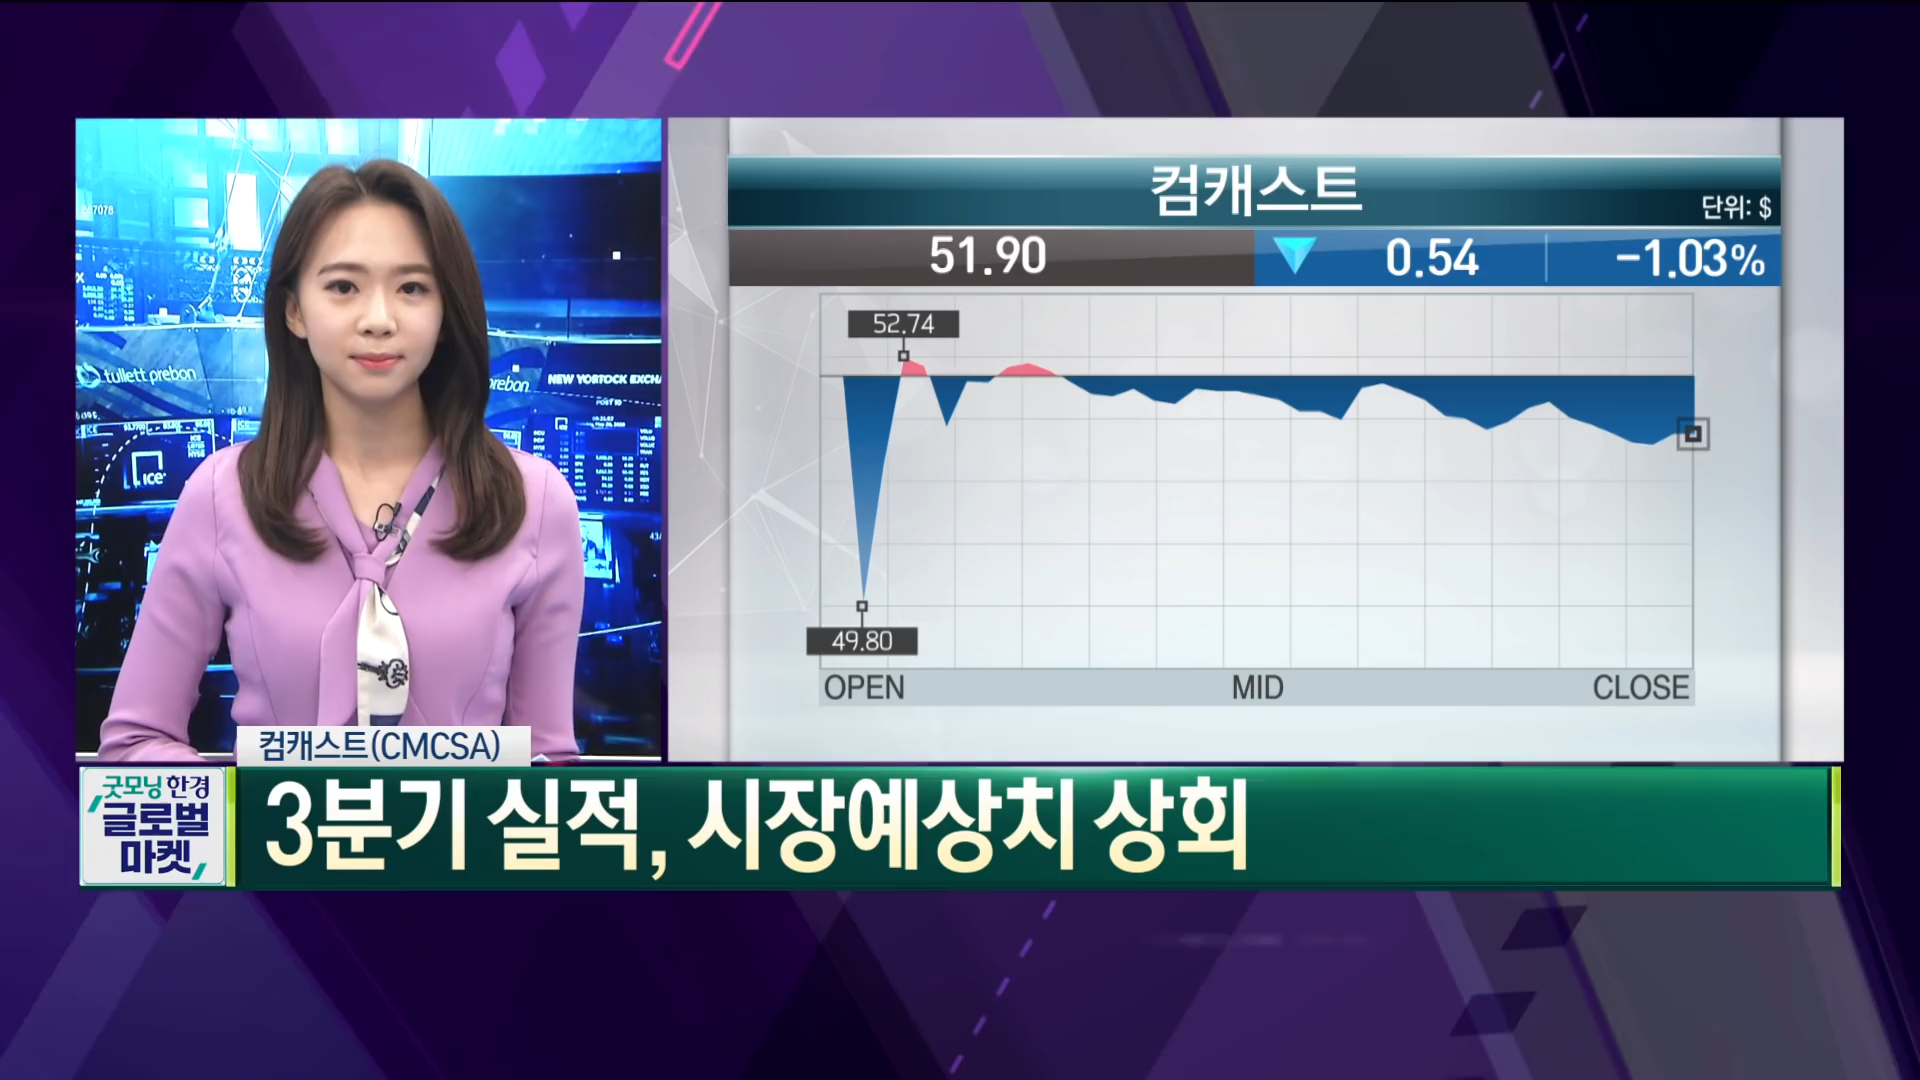 컴캐스트
단위: $
51.90
▼ 0.54
-1.03%
52.74
49.80
OPEN
MID
CLOSE
tullett prebon
prebon
NEW YORTOCK EXCHA
ICE
컴캐스트(CMCSA)
굿모닝 한경
글로벌
마켓
3분기 실적, 시장예상치 상회